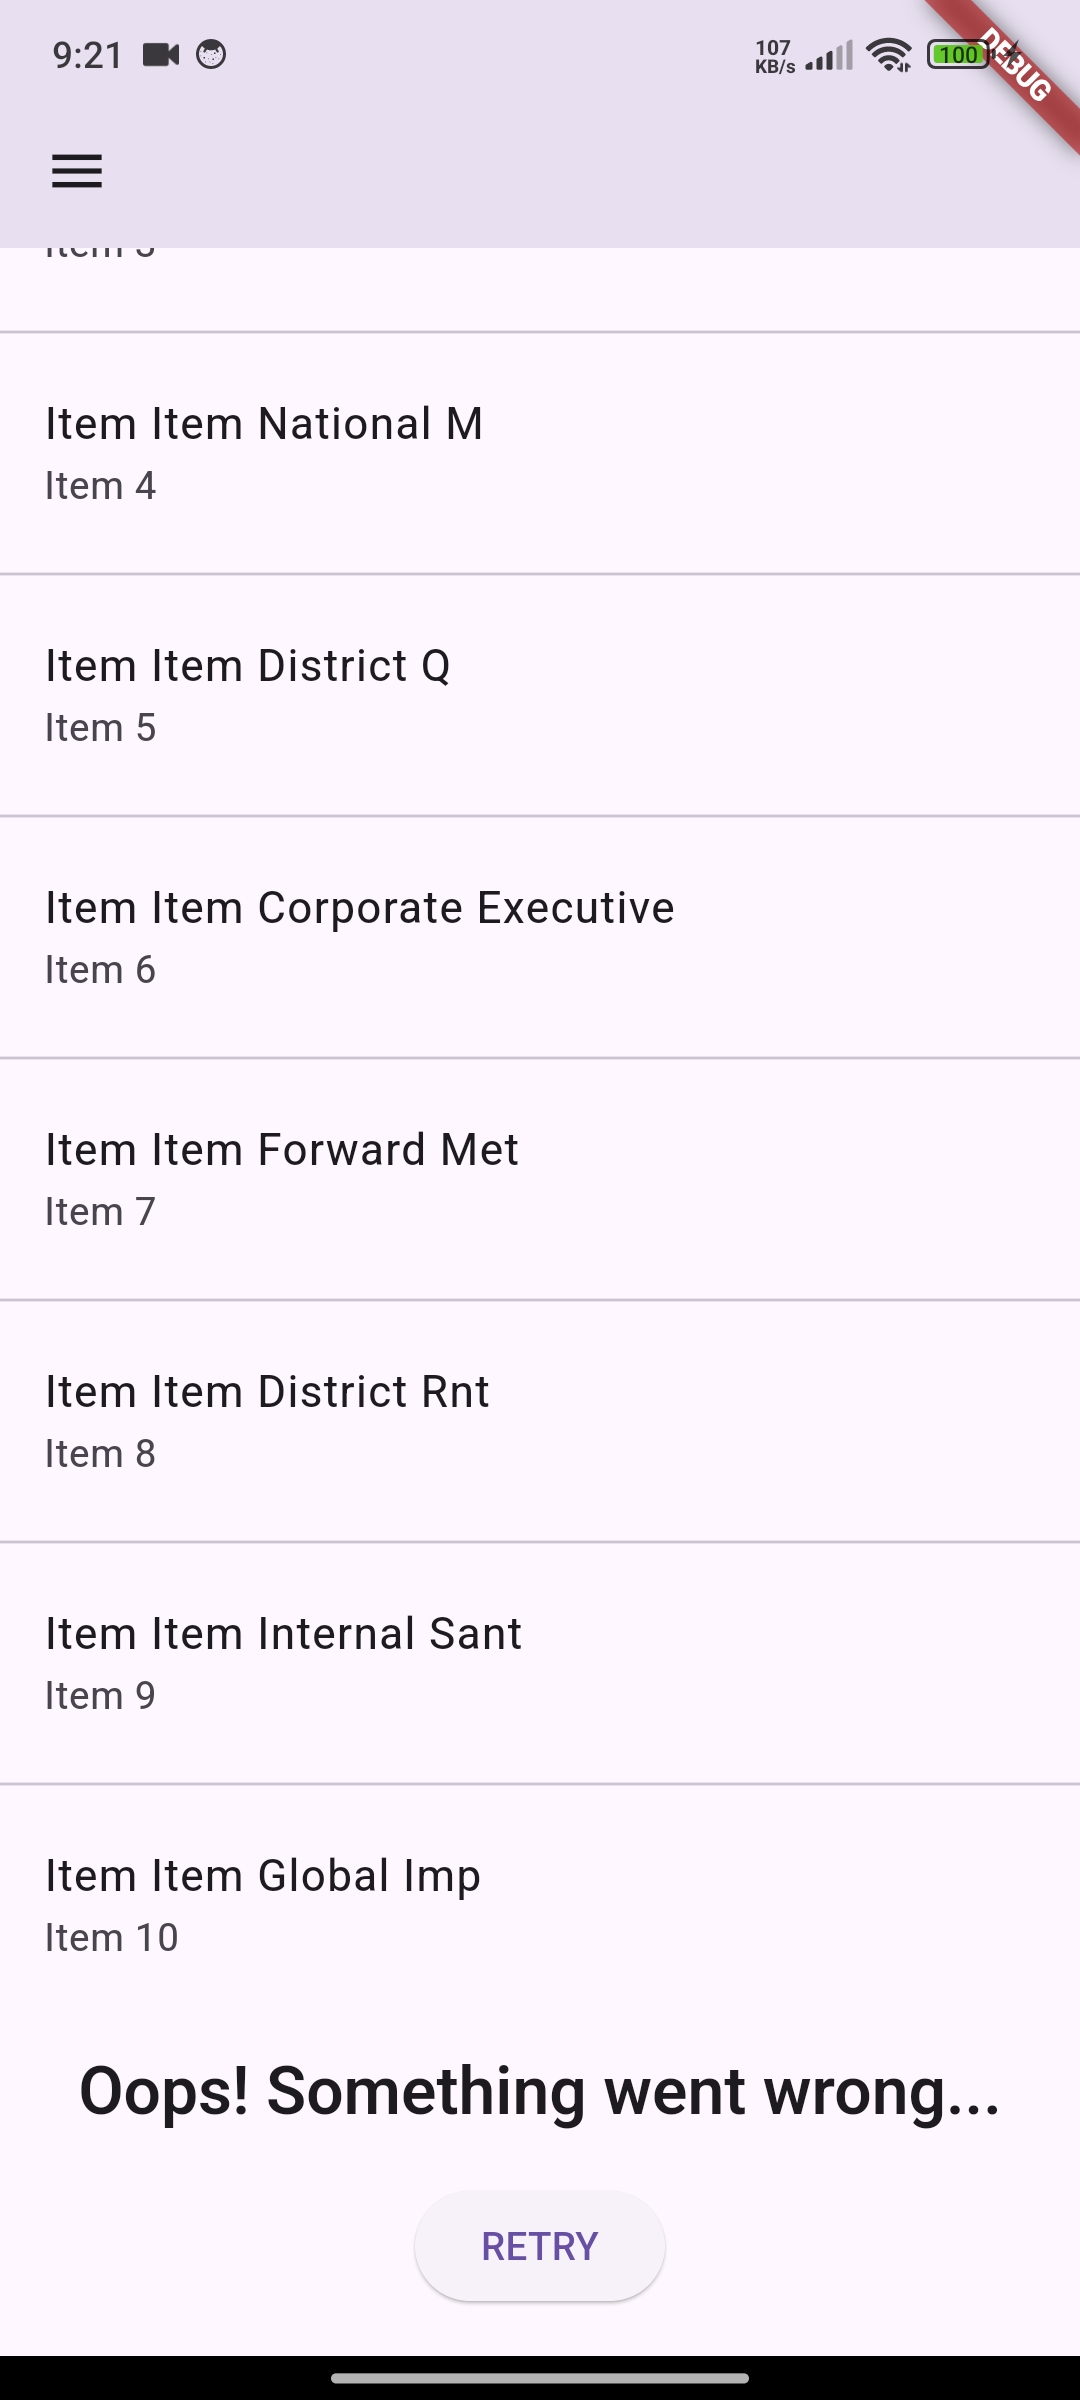 9:21
107
KB/s
100
DEBUG
Item Item National M
Item 4
Item Item District Q
Item 5
Item Item Corporate Executive
Item 6
Item Item Forward Met
Item 7
Item Item District Rnt
Item 8
Item Item Internal Sant
Item 9
Item Item Global Imp
Item 10
Oops! Something went wrong...
RETRY